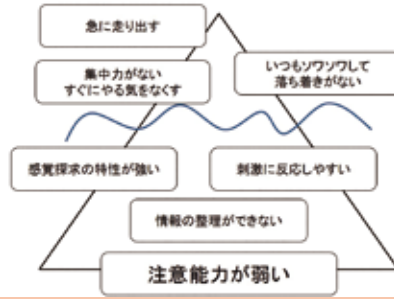 急に走り出す
集中力がない
すぐにやる気をなくす
いつもソワソワして
落ち着きがない
感覚探求の特性が強い
刺激に反応しやすい
情報の整理ができない
注意能力が弱い